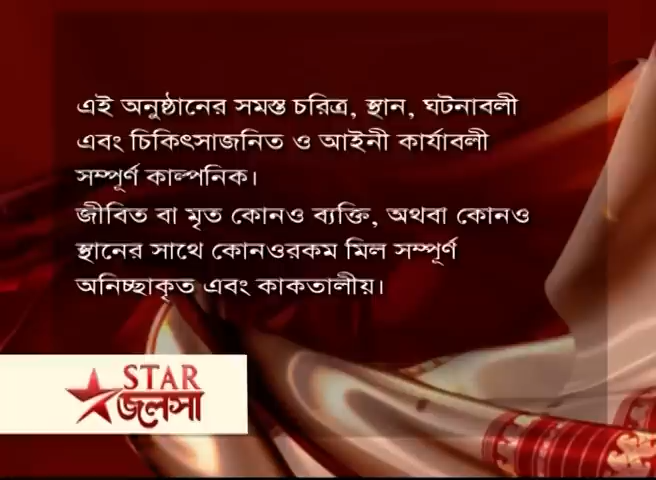 এই অনুষ্ঠানের সমস্ত চরিত্র, স্থান, ঘটনাবলী
এবং চিকিৎসাজনিত ও আইনী কার্যাবলী
সম্পূর্ণ কাল্পনিক।
জীবিত বা মৃত কোনও ব্যক্তি, অথবা কোনও
স্থানের সাথে কোনওরকম মিল সম্পূর্ণ
অনিচ্ছাকৃত এবং কাকতালীয়।
STAR
জলসা